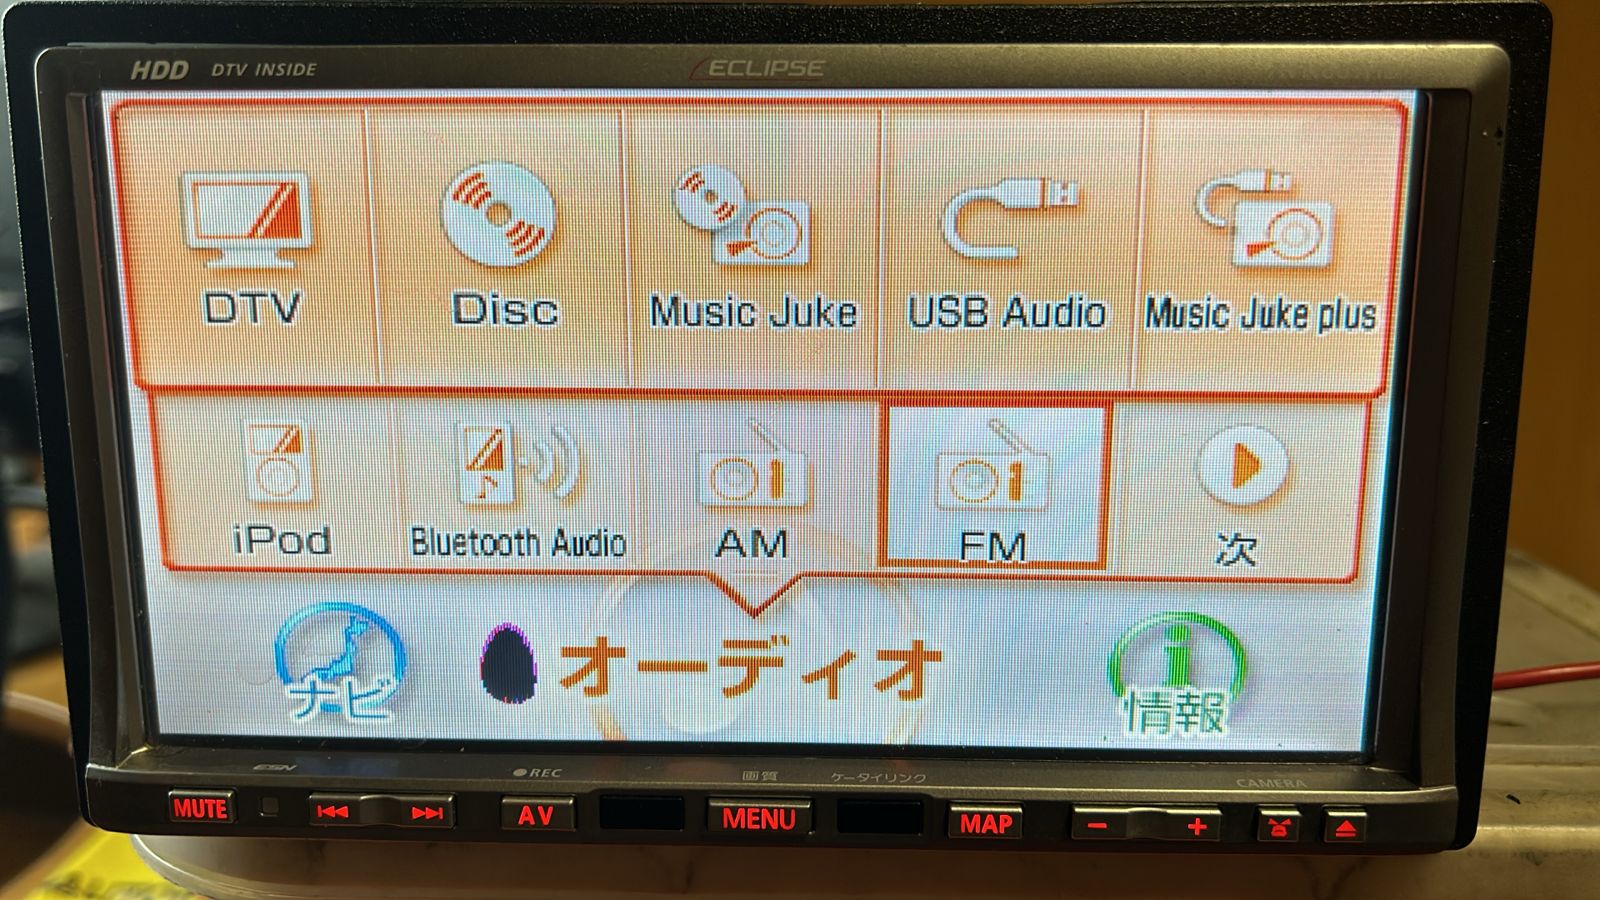 HDD DTV INSIDE ECLIPSE
DTV Disc Music Juke USB Audio Music Juke plus
iPod Bluetooth Audio AM FM 次
ナビ オーディオ 情報
ESN ●REC 画質 ケータイリンク CAMERA
MUTE AV MENU MAP − +